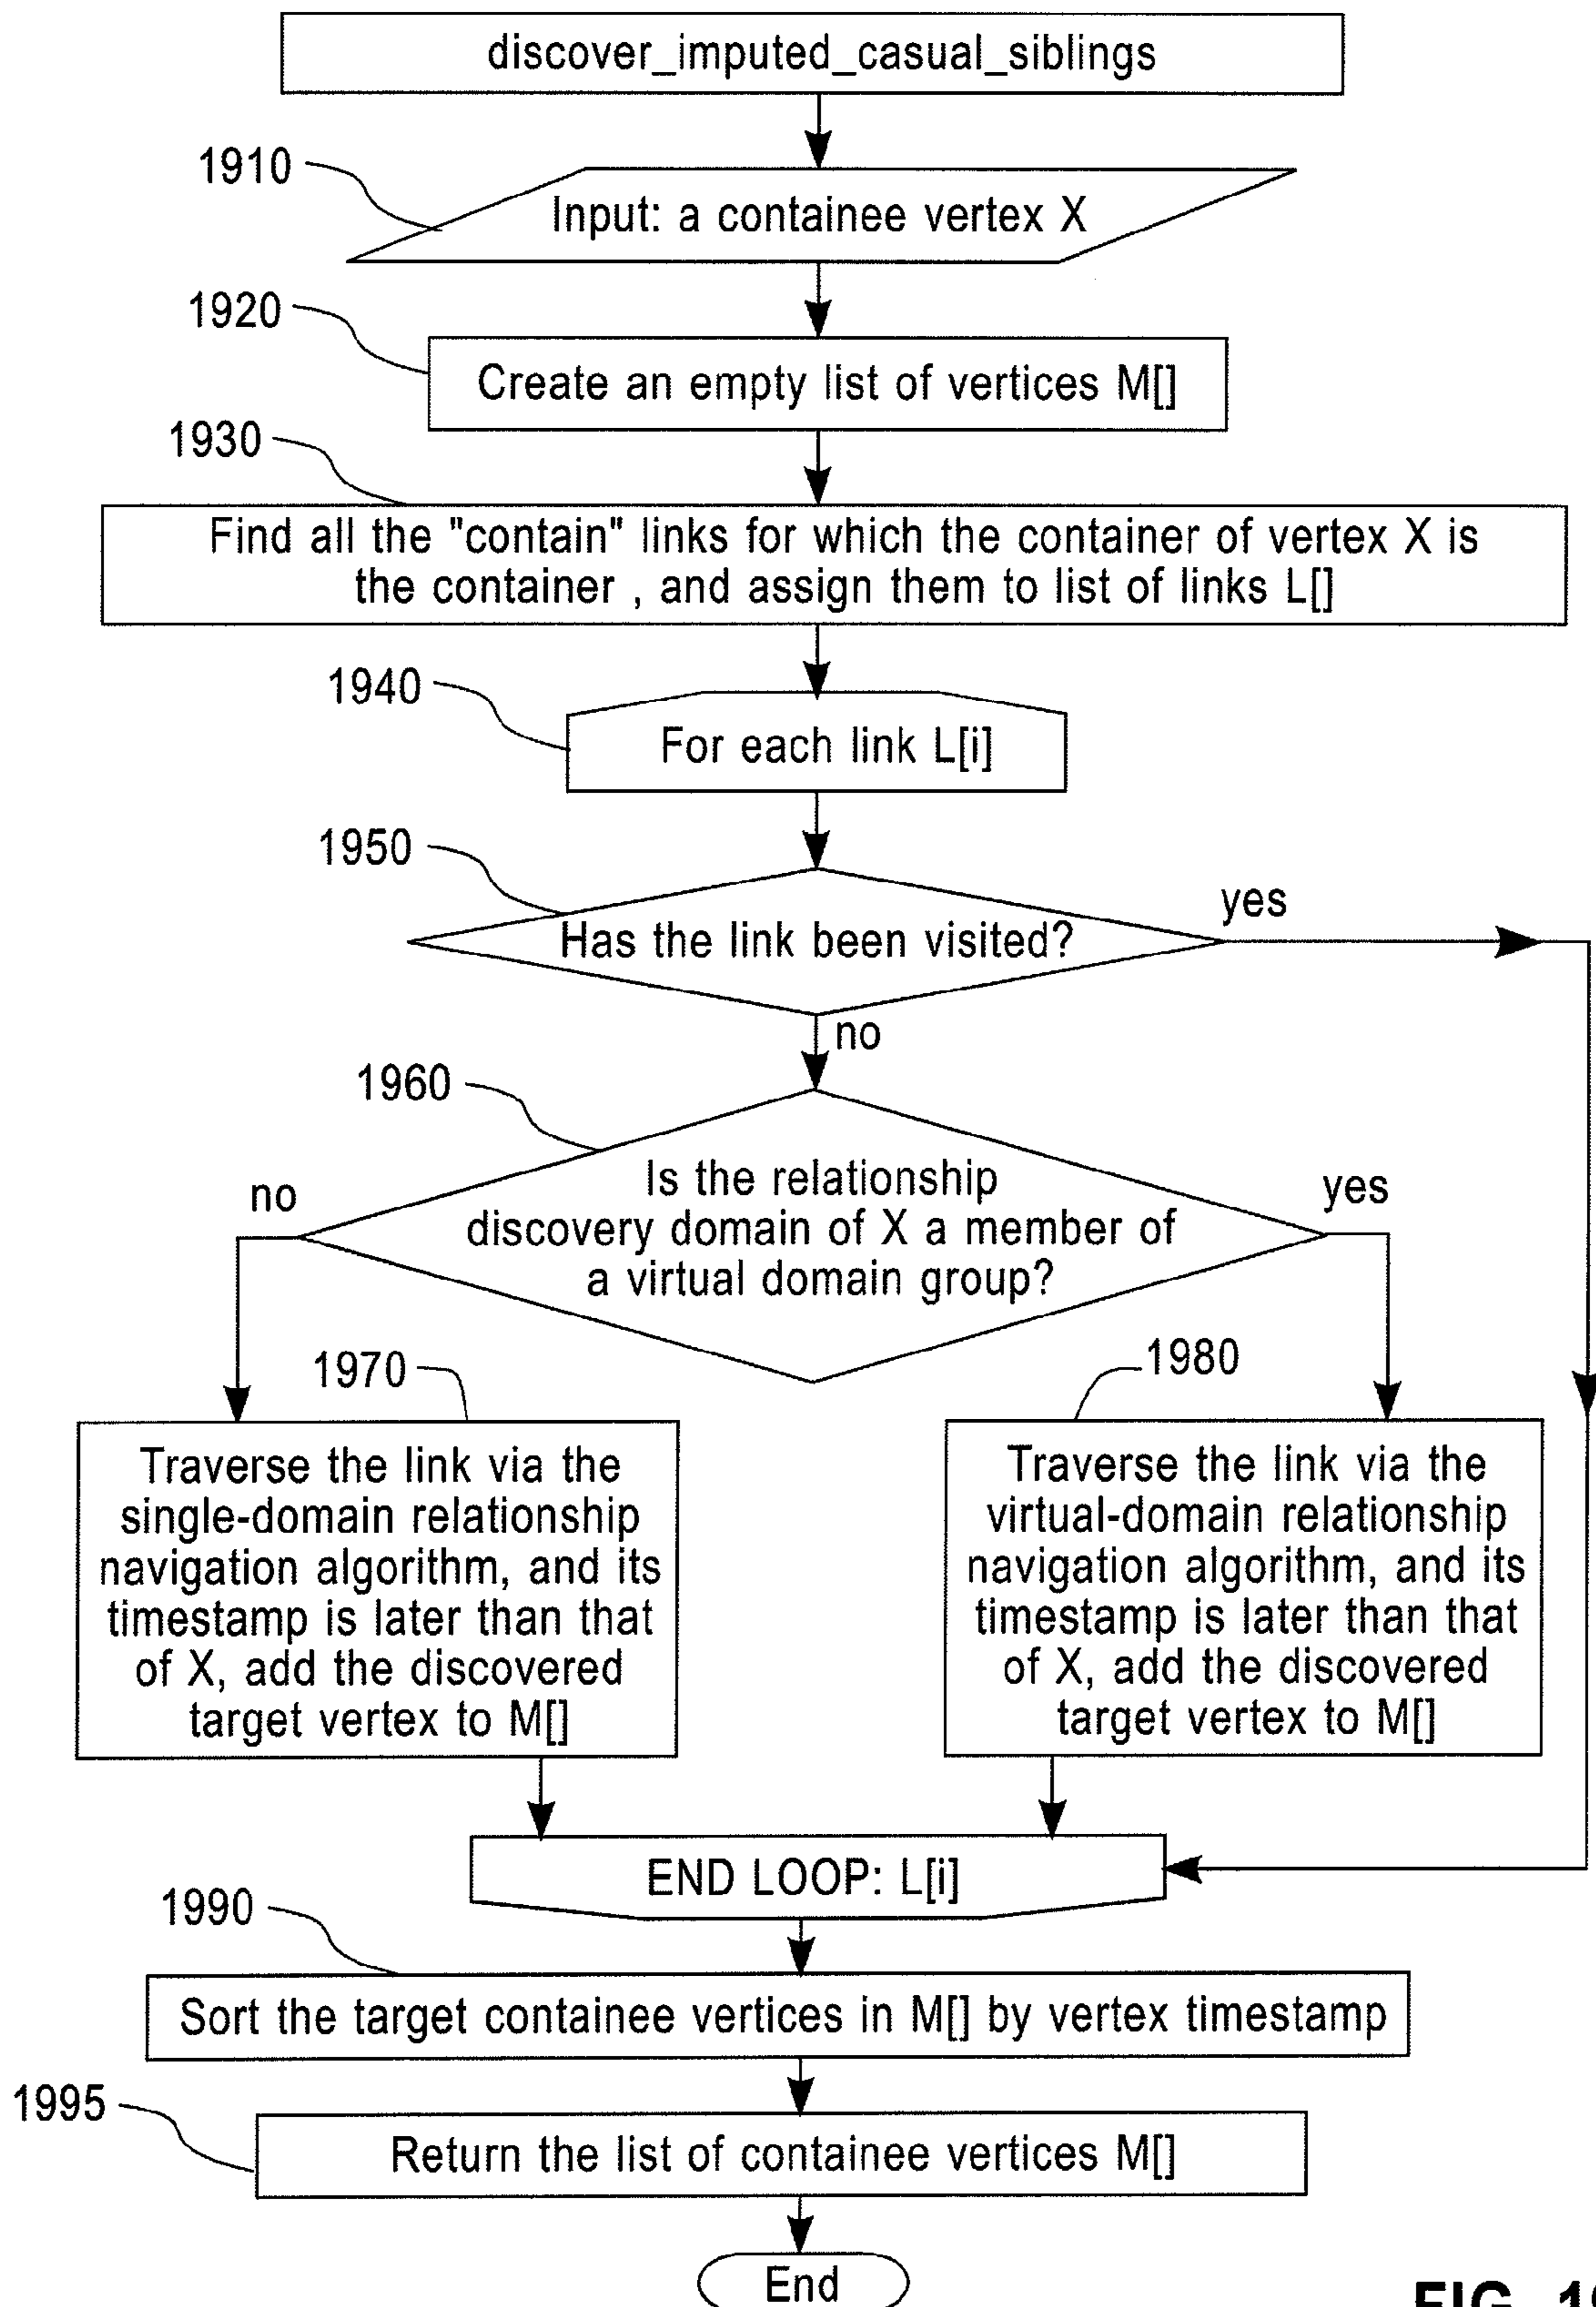 discover_imputed_casual_siblings
1910
Input: a containee vertex X
1920
Create an empty list of vertices M[]
1930
Find all the "contain" links for which the container of vertex X is
the container , and assign them to list of links L[]
1940
For each link L[i]
1950
Has the link been visited?
yes
no
1960
Is the relationship
discovery domain of X a member of
a virtual domain group?
no
yes
1970
Traverse the link via the
single-domain relationship
navigation algorithm, and its
timestamp is later than that
of X, add the discovered
target vertex to M[]
1980
Traverse the link via the
virtual-domain relationship
navigation algorithm, and its
timestamp is later than that
of X, add the discovered
target vertex to M[]
END LOOP: L[i]
1990
Sort the target containee vertices in M[] by vertex timestamp
1995
Return the list of containee vertices M[]
End
FIG.